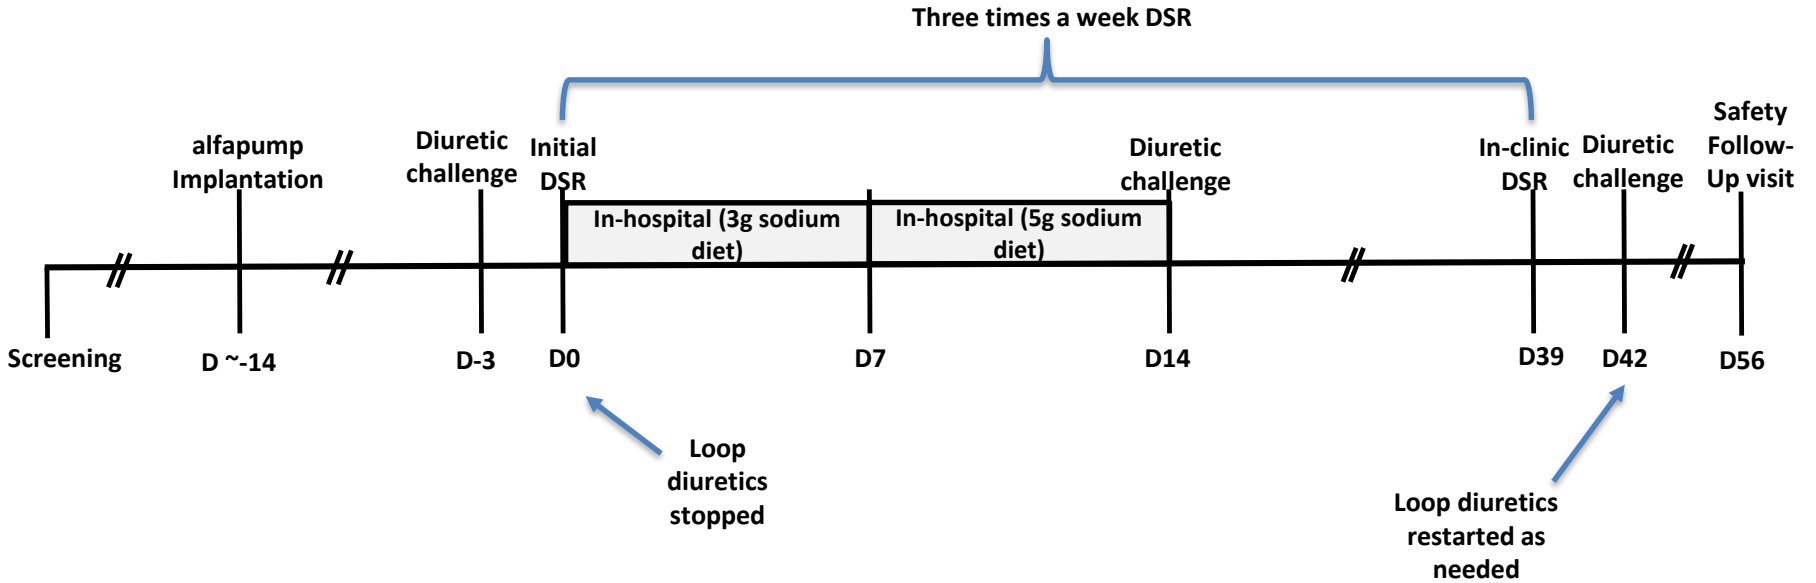 Three times a week DSR
alfapump
Implantation
Diuretic
challenge
Initial
DSR
Diuretic
challenge
In-clinic
DSR
Diuretic
challenge
Safety
Follow-
Up visit
In-hospital (3g sodium
diet)
In-hospital (5g sodium
diet)
Screening
D ~-14
D-3
D0
D7
D14
D39
D42
D56
Loop
diuretics
stopped
Loop diuretics
restarted as
needed